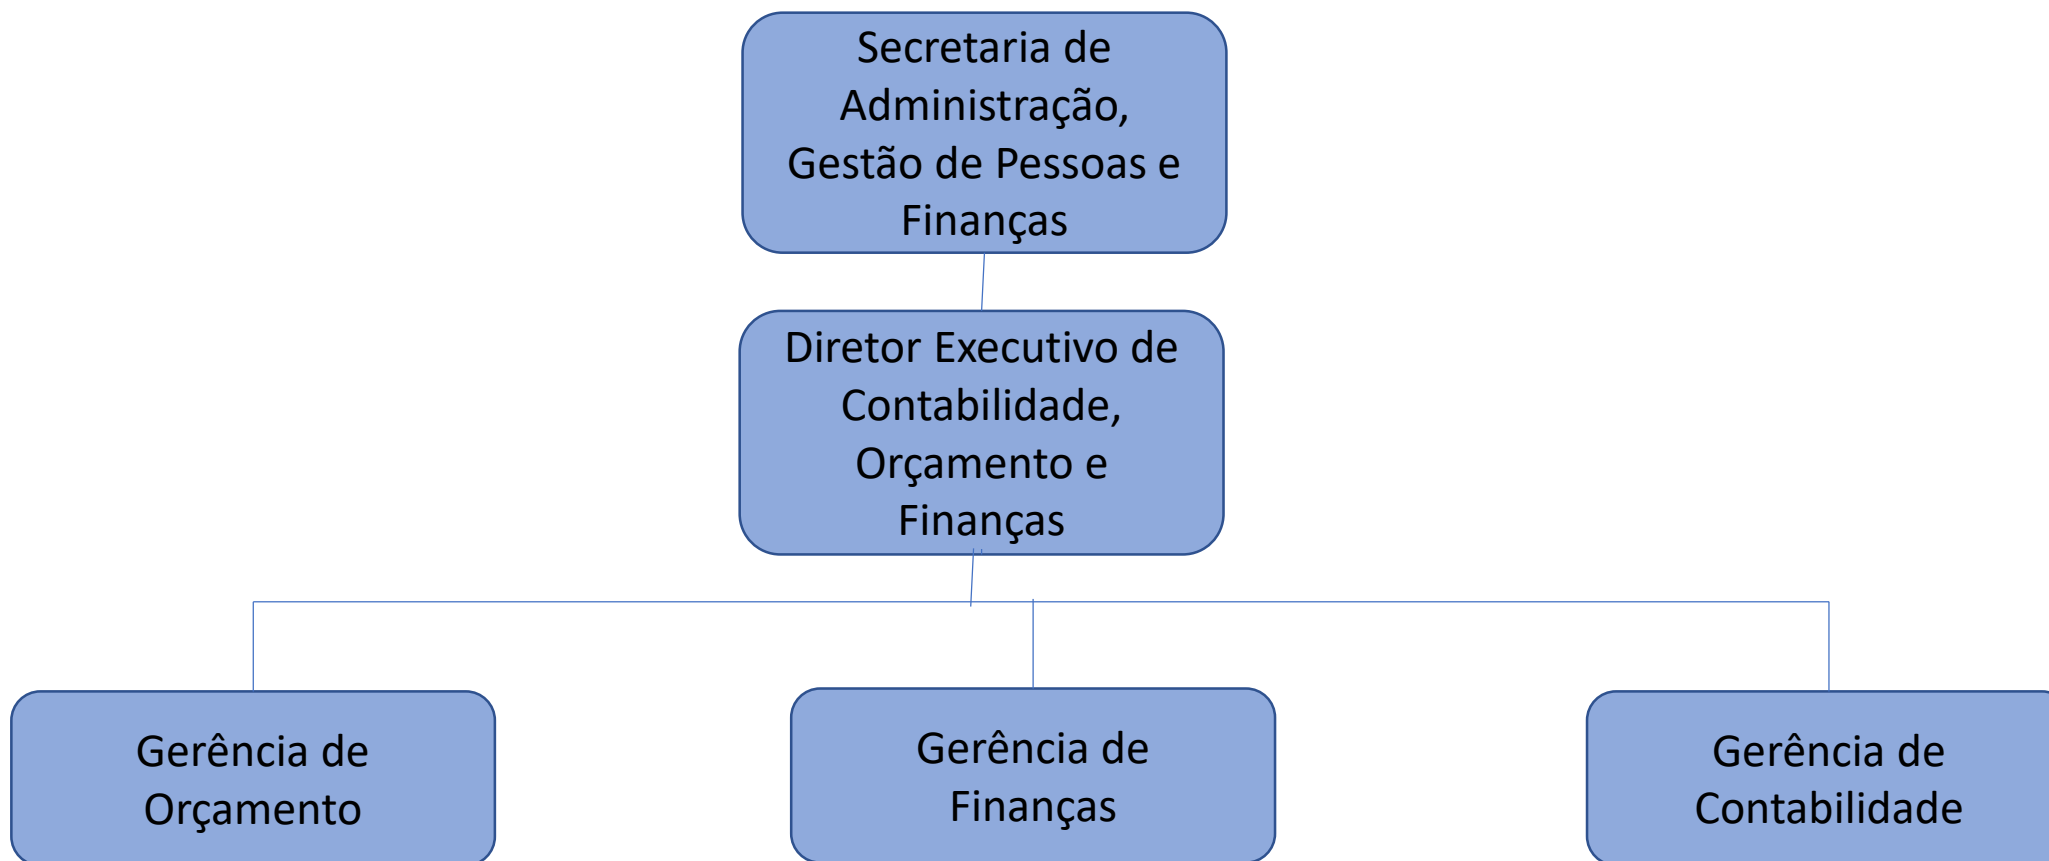 Secretaria de
Administração,
Gestão de Pessoas e
Finanças
Diretor Executivo de
Contabilidade,
Orçamento e
Finanças
Gerência de
Orçamento
Gerência de
Finanças
Gerência de
Contabilidade